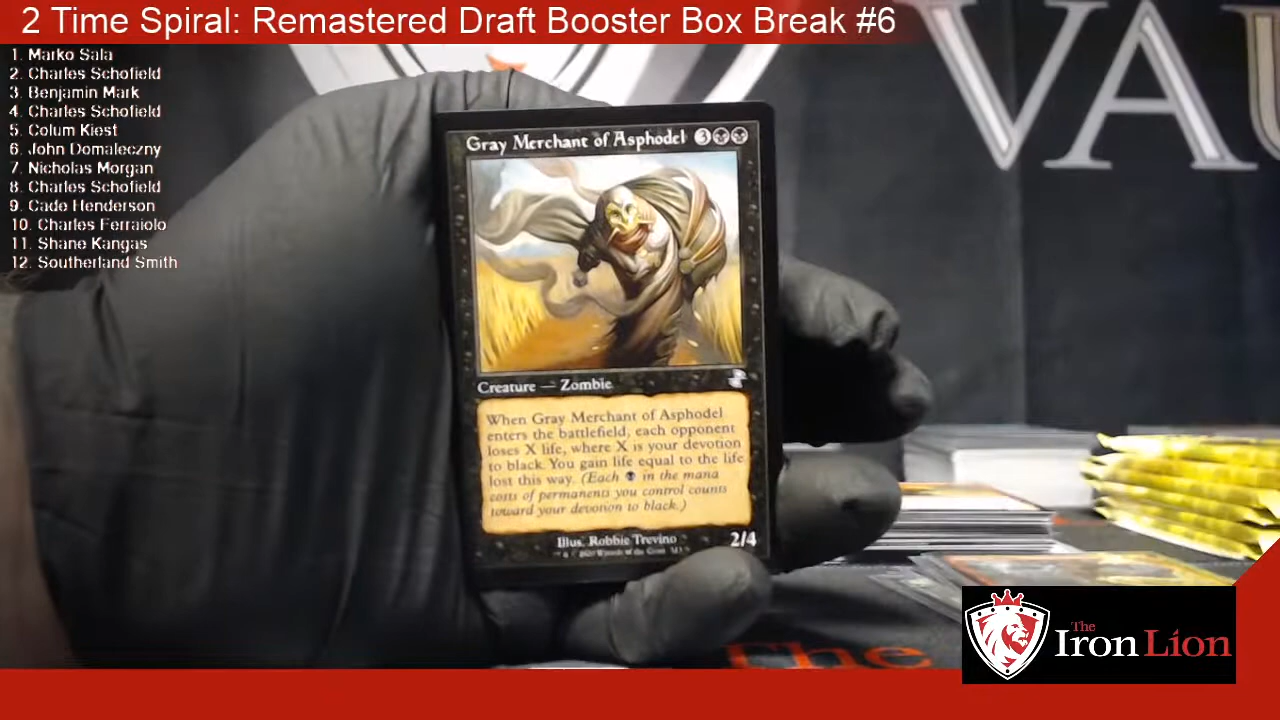 2 Time Spiral: Remastered Draft Booster Box Break #6
1. Marko Sala
2. Charles Schofield
3. Benjamin Mark
4. Charles Schofield
5. Colum Kiest
6. John Domaleczny
7. Nicholas Morgan
8. Charles Schofield
9. Cade Henderson
10. Charles Ferraiolo
11. Shane Kangas
12. Southerland Smith
VAU
Gray Merchant of Asphodel 3
Creature — Zombie
When Gray Merchant of Asphodel
enters the battlefield, each opponent
loses X life, where X is your devotion
to black. You gain life equal to the life
lost this way. (Each in the mana
costs of permanents you control counts
toward your devotion to black.)
Illus. Robbie Trevino
2/4
The
The
Iron Lion